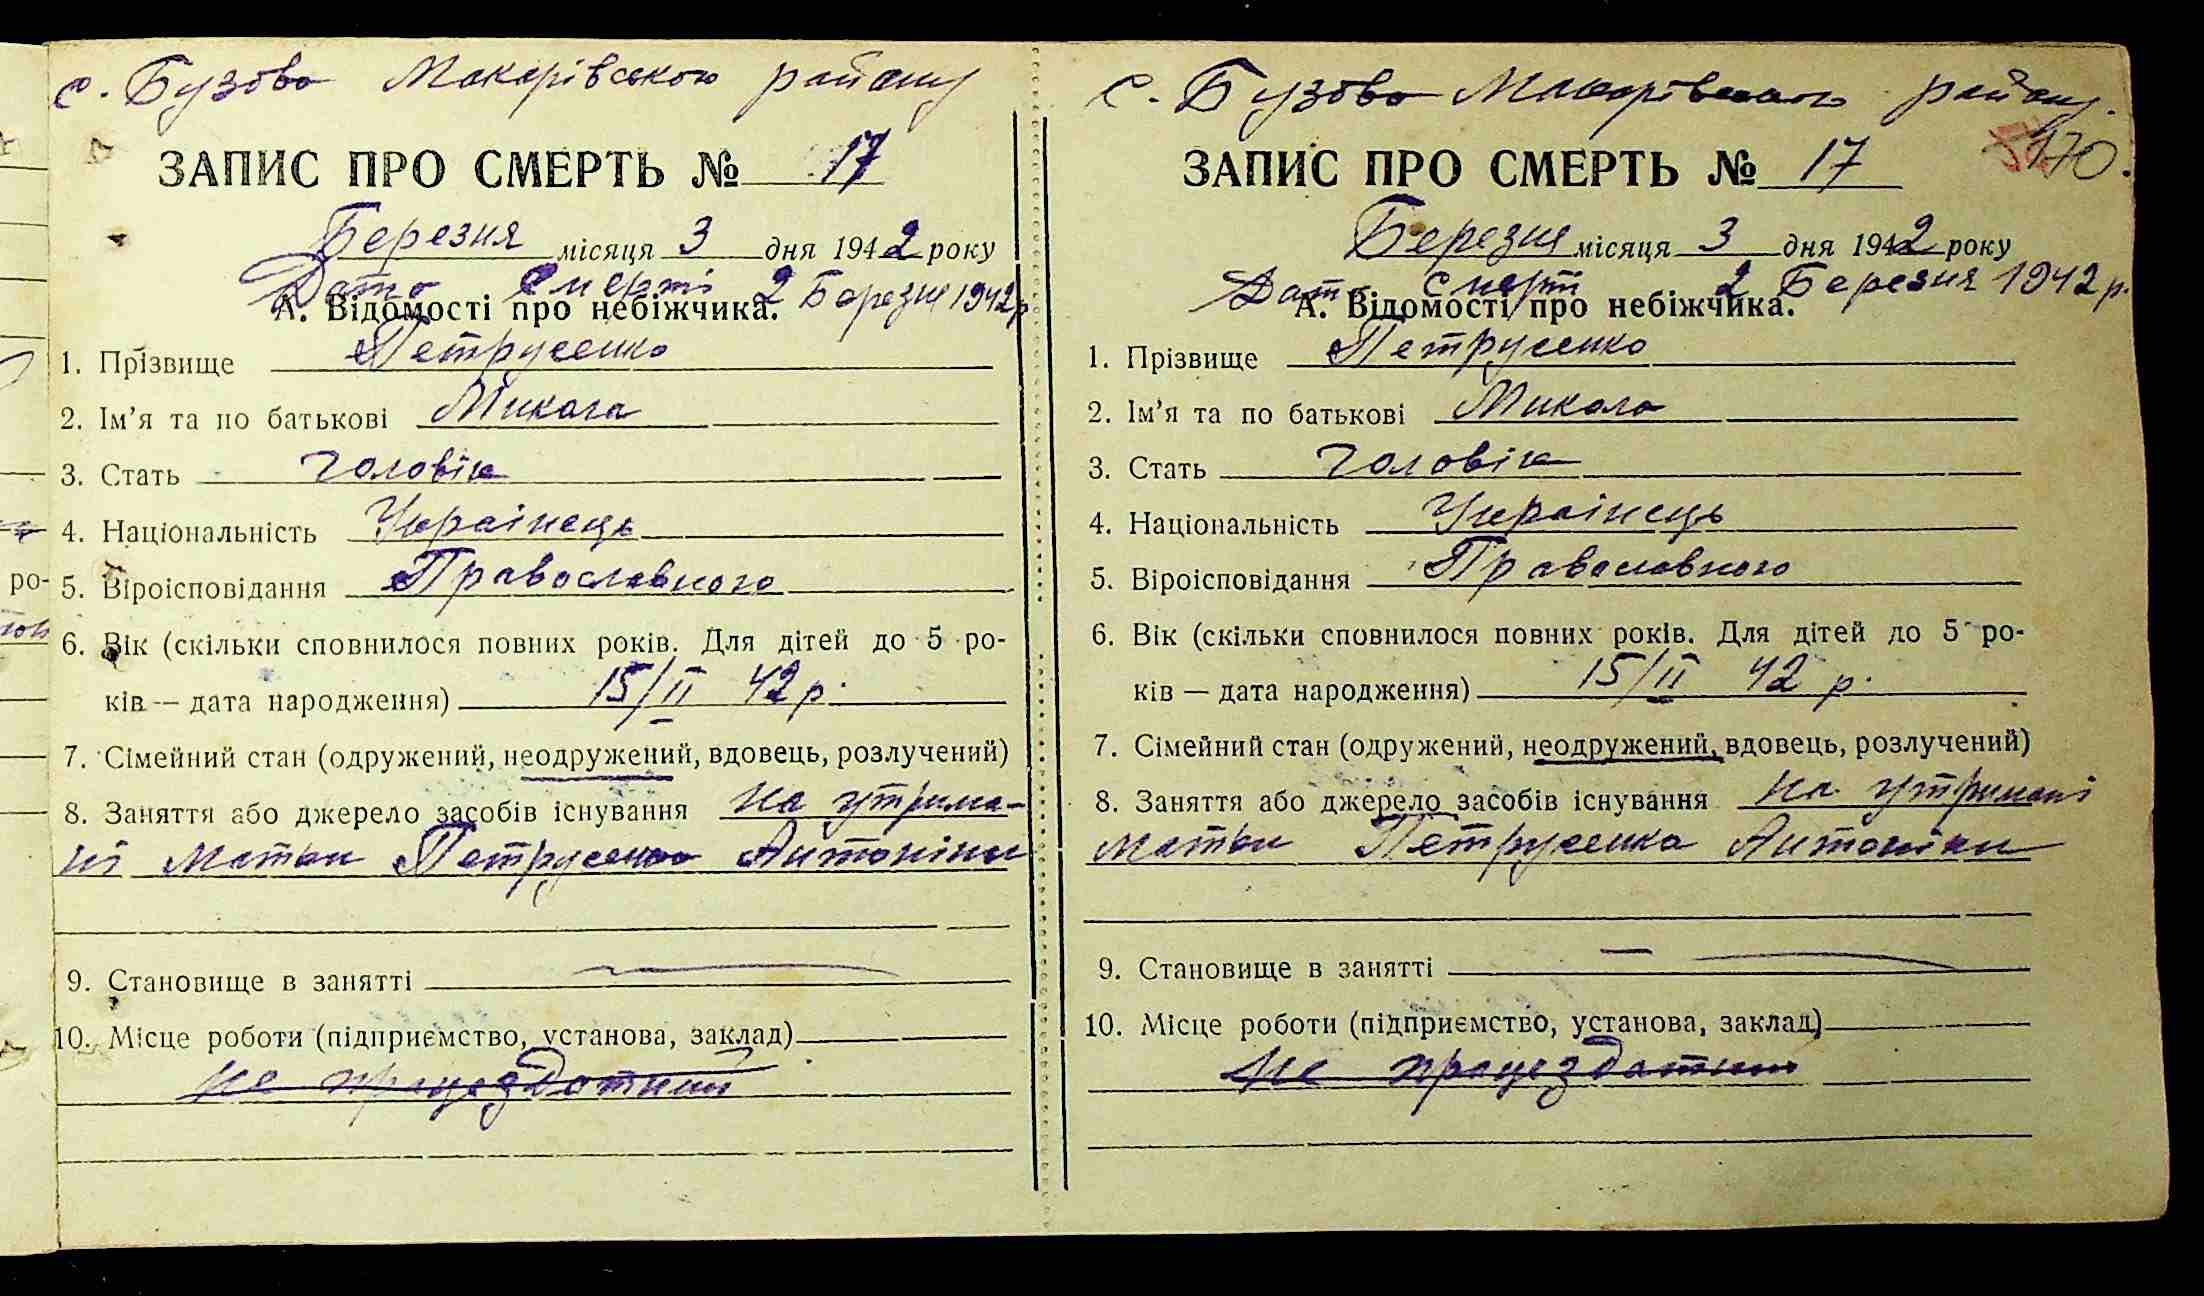 с. Бузова Макарівського району
ЗАПИС ПРО СМЕРТЬ № 17
Березня місяця 3 дня 1942 року
Дата смерті 2 Березня 1942 р
А. Відомості про небіжчика.
1. Прізвище Петрусенко
2. Ім'я та по батькові Микола
3. Стать чоловік
4. Національність Українець
5. Віроісповідання Православного
6. Вік (скільки сповнилося повних років. Для дітей до 5 ро-
ків — дата народження) 15/II 42 р.
7. Сімейний стан (одружений, неодружений, вдовець, розлучений)
8. Заняття або джерело засобів існування на утрима-
ні матки Петрусенко Антоніни
9. Становище в занятті
10. Місце роботи (підприємство, установа, заклад)
не працездатний
с. Бузова Макарівського району.
170.
ЗАПИС ПРО СМЕРТЬ № 17
Березня місяця 3 дня 1942 року
Дата смерті 2 Березня 1942 р.
А. Відомості про небіжчика.
1. Прізвище Петрусенко
2. Ім'я та по батькові Микола
3. Стать чоловік
4. Національність Українець
5. Віроісповідання Православного
6. Вік (скільки сповнилося повних років. Для дітей до 5 ро-
ків — дата народження) 15/II 42 р.
7. Сімейний стан (одружений, неодружений, вдовець, розлучений)
8. Заняття або джерело засобів існування на утримані
матки Петрусенка Антоніни
9. Становище в занятті —
10. Місце роботи (підприємство, установа, заклад)
не працездатний
ро-